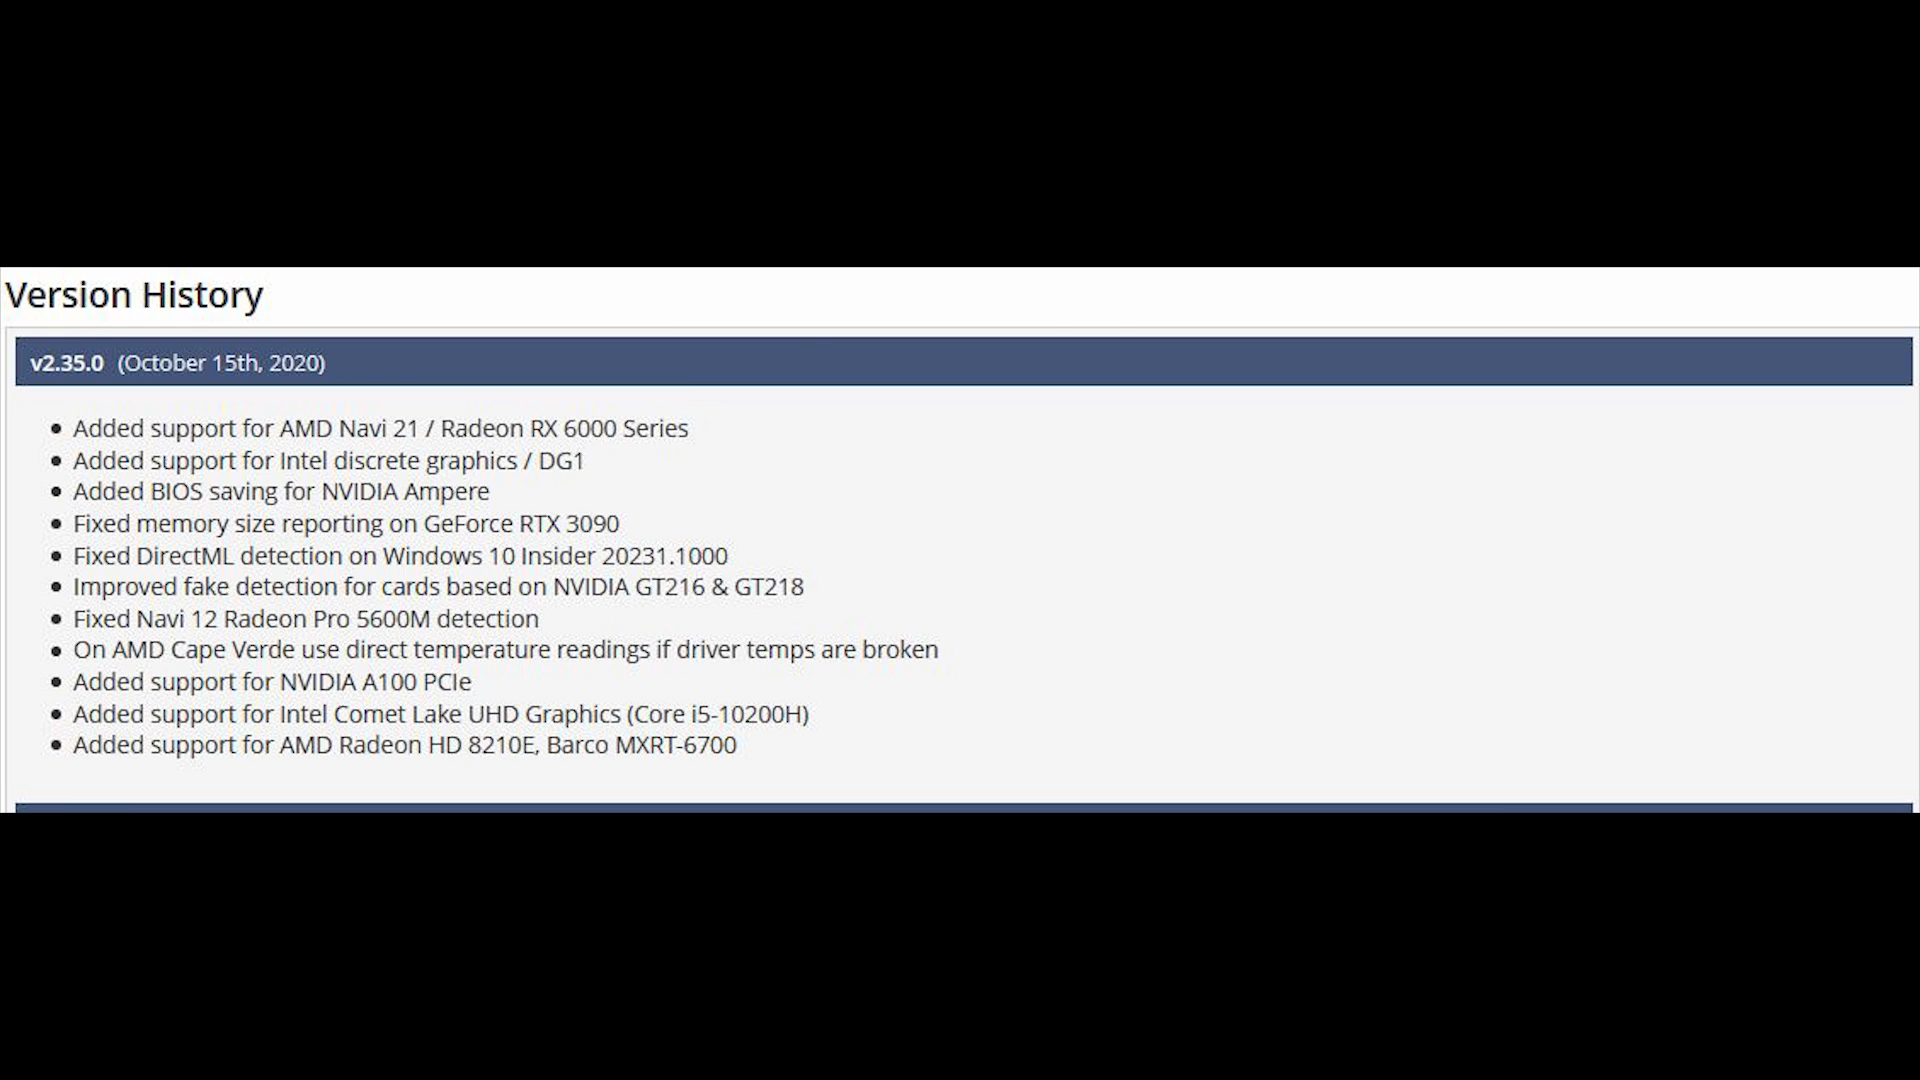 Version History
v2.35.0 (October 15th, 2020)
• Added support for AMD Navi 21 / Radeon RX 6000 Series
• Added support for Intel discrete graphics / DG1
• Added BIOS saving for NVIDIA Ampere
• Fixed memory size reporting on GeForce RTX 3090
• Fixed DirectML detection on Windows 10 Insider 20231.1000
• Improved fake detection for cards based on NVIDIA GT216 & GT218
• Fixed Navi 12 Radeon Pro 5600M detection
• On AMD Cape Verde use direct temperature readings if driver temps are broken
• Added support for NVIDIA A100 PCIe
• Added support for Intel Comet Lake UHD Graphics (Core i5-10200H)
• Added support for AMD Radeon HD 8210E, Barco MXRT-6700